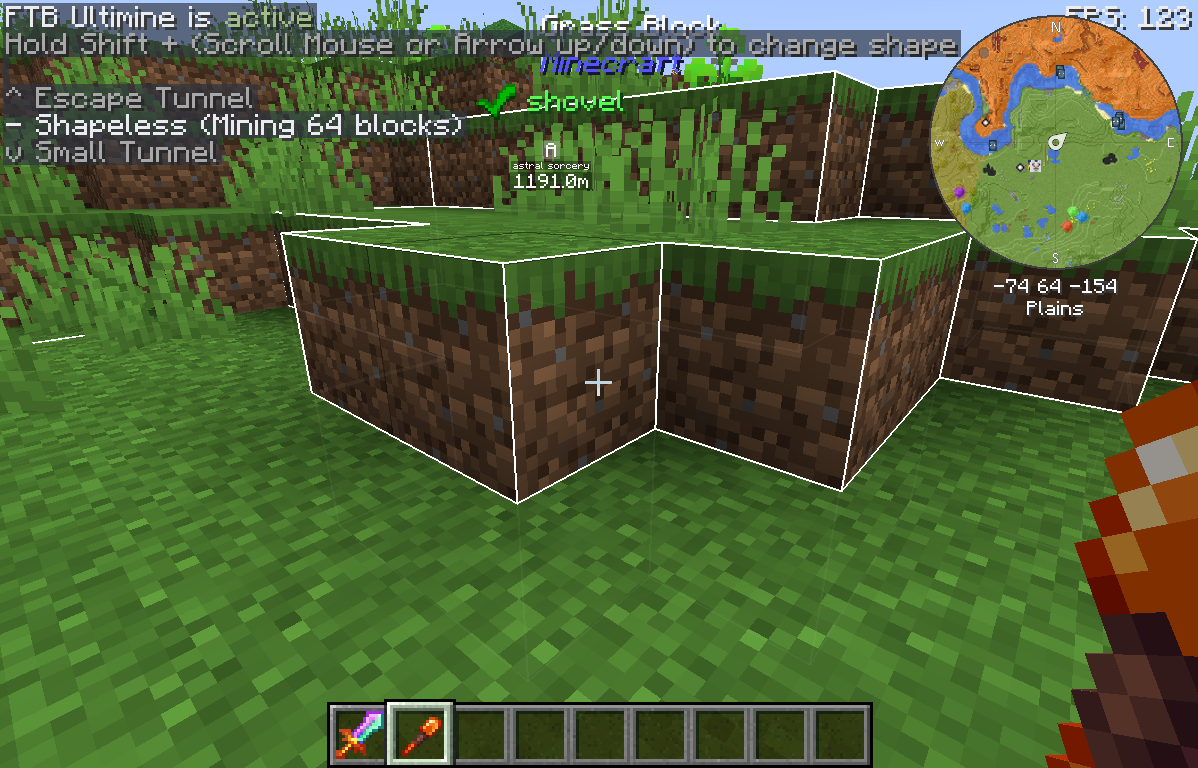 FTB Ultimine is active
Grass Block
FPS: 123
Hold Shift + (Scroll Mouse or Arrow up/down) to change shape
Minecraft
^ Escape Tunnel
✔ shovel
- Shapeless (Mining 64 blocks)
v Small Tunnel
A
astral sorcery
1191.0m
N
W
E
S
-74 64 -154
Plains